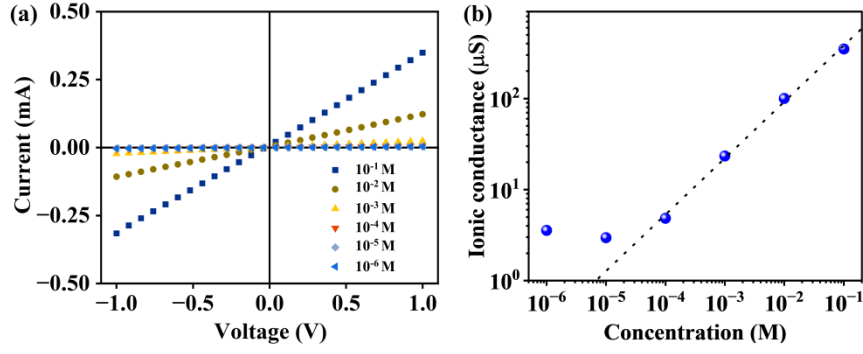 (a)
0.50
0.25
0.00
−0.25
−0.50
Current (mA)
10⁻¹ M
10⁻² M
10⁻³ M
10⁻⁴ M
10⁻⁵ M
10⁻⁶ M
−1.0 −0.5 0.0 0.5 1.0
Voltage (V)
(b)
Ionic conductance (μS)
10²
10¹
10⁰
10⁻⁶ 10⁻⁵ 10⁻⁴ 10⁻³ 10⁻² 10⁻¹
Concentration (M)